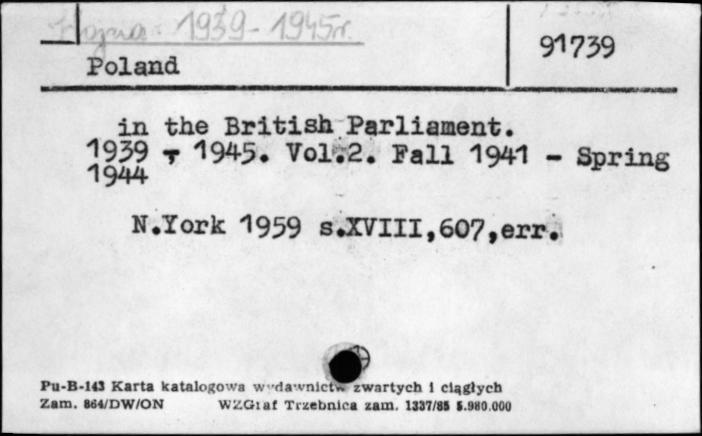 Wojna 1939-1945r.
91739
Poland
in the British Parliament.
1939 - 1945. Vol.2. Fall 1941 - Spring
1944
N.York 1959 s.XVIII,607,err.
Pu-B-143 Karta katalogowa wydawnictw zwartych i ciągłych
Zam. 864/DW/ON WZGraf Trzebnica zam. 1337/85 5.980.000